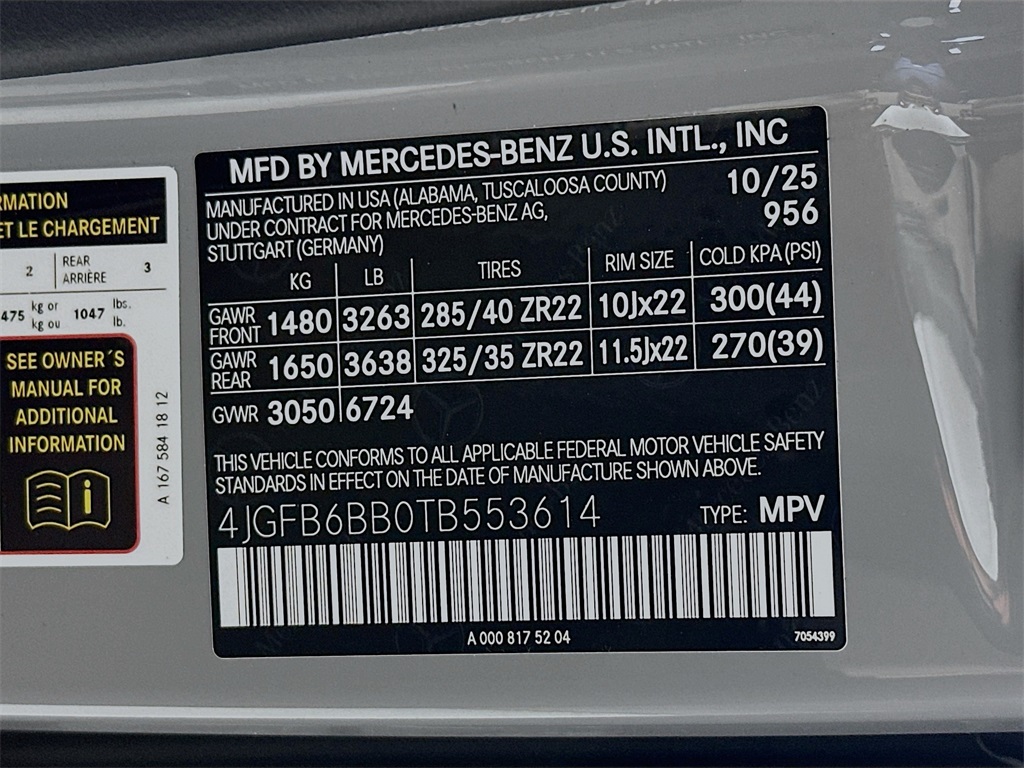 RMATION
ET LE CHARGEMENT
2 REAR ARRIÈRE 3
475 kg or kg ou 1047 lbs. lb.
SEE OWNER´S
MANUAL FOR
ADDITIONAL
INFORMATION
i
A 167 584 18 12
MFD BY MERCEDES-BENZ U.S. INTL., INC
MANUFACTURED IN USA (ALABAMA, TUSCALOOSA COUNTY) 10/25
UNDER CONTRACT FOR MERCEDES-BENZ AG, 956
STUTTGART (GERMANY)
KG LB TIRES RIM SIZE COLD KPA (PSI)
GAWR FRONT 1480 3263 285/40 ZR22 10Jx22 300(44)
GAWR REAR 1650 3638 325/35 ZR22 11.5Jx22 270(39)
GVWR 3050 6724
THIS VEHICLE CONFORMS TO ALL APPLICABLE FEDERAL MOTOR VEHICLE SAFETY
STANDARDS IN EFFECT ON THE DATE OF MANUFACTURE SHOWN ABOVE.
4JGFB6BB0TB553614 TYPE: MPV
A 000 817 52 04 7054399